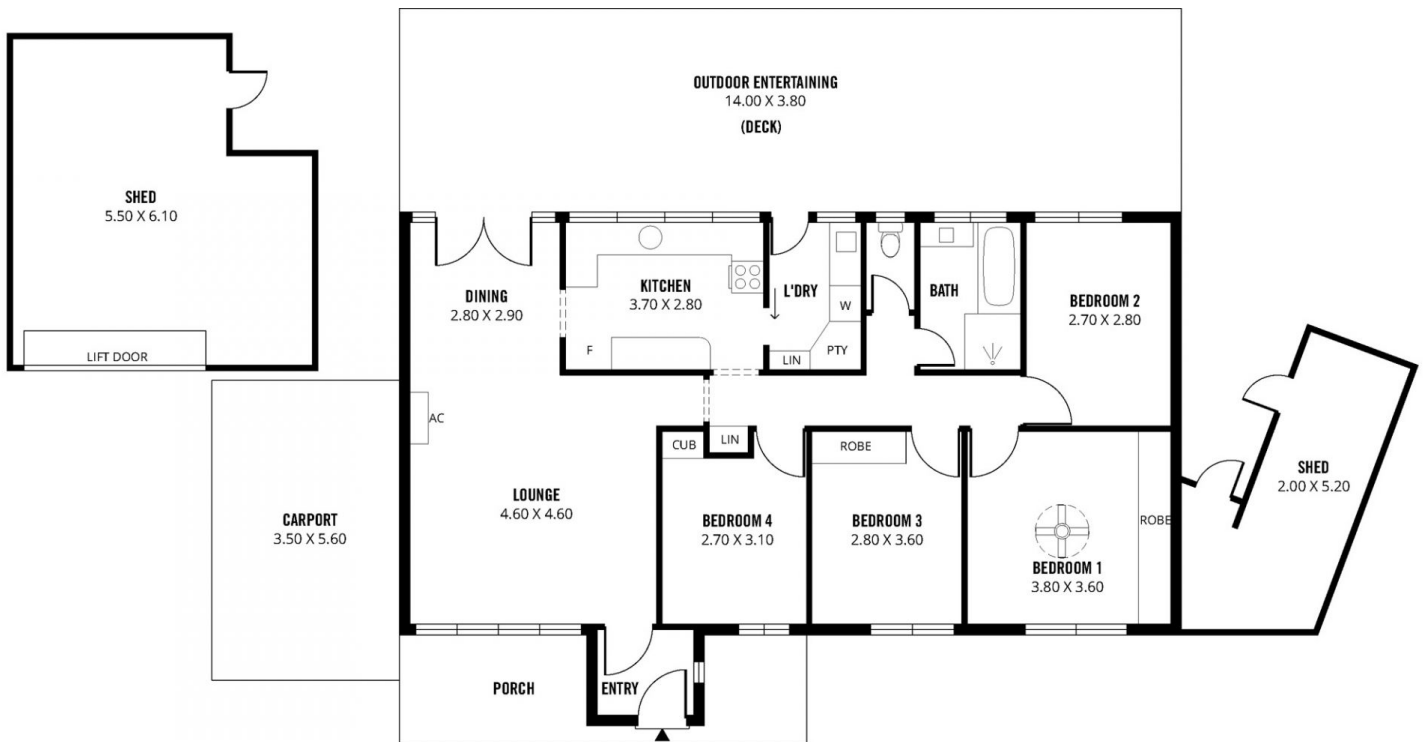 OUTDOOR ENTERTAINING
14.00 X 3.80
(DECK)
SHED
5.50 X 6.10
LIFT DOOR
DINING
2.80 X 2.90
KITCHEN
3.70 X 2.80
F
L'DRY
W
LIN
PTY
BATH
BEDROOM 2
2.70 X 2.80
AC
CUB
LIN
ROBE
LOUNGE
4.60 X 4.60
BEDROOM 4
2.70 X 3.10
BEDROOM 3
2.80 X 3.60
BEDROOM 1
3.80 X 3.60
ROBE
SHED
2.00 X 5.20
CARPORT
3.50 X 5.60
PORCH
ENTRY